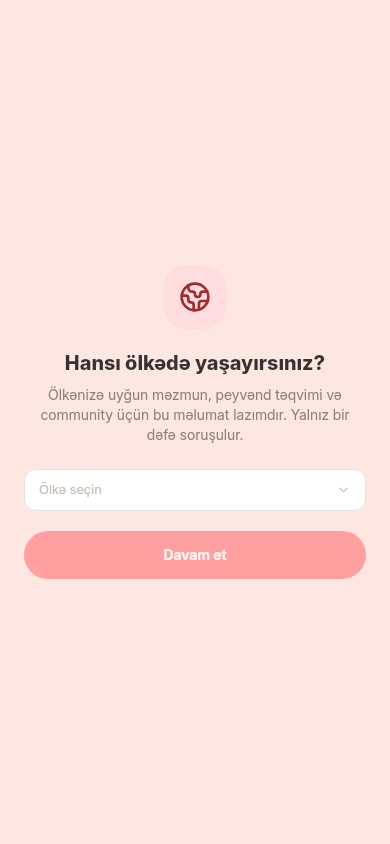 Hansı ölkədə yaşayırsınız?
Ölkənizə uyğun məzmun, peyvənd təqvimi və
community üçün bu məlumat lazımdır. Yalnız bir
dəfə soruşulur.
Ölkə seçin
Davam et